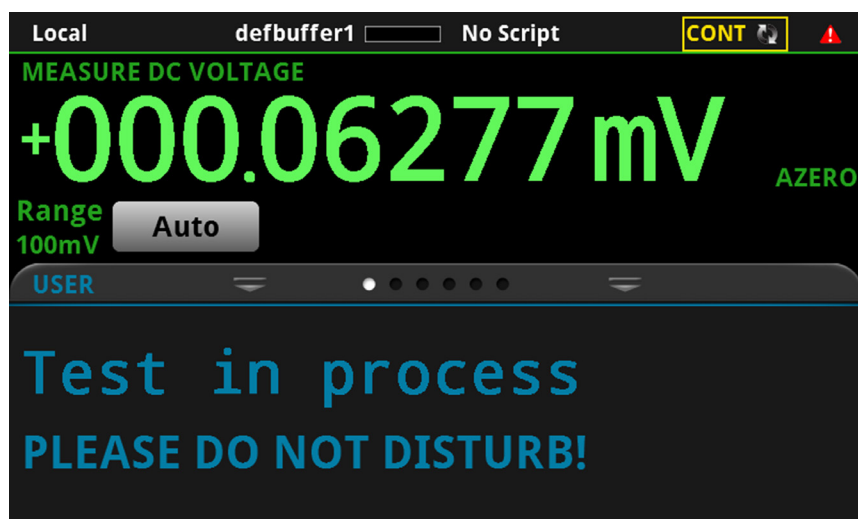 Local defbuffer1 No Script CONT
MEASURE DC VOLTAGE
+000.06277 mV
AZERO
Range
100mV
Auto
USER
Test in process
PLEASE DO NOT DISTURB!